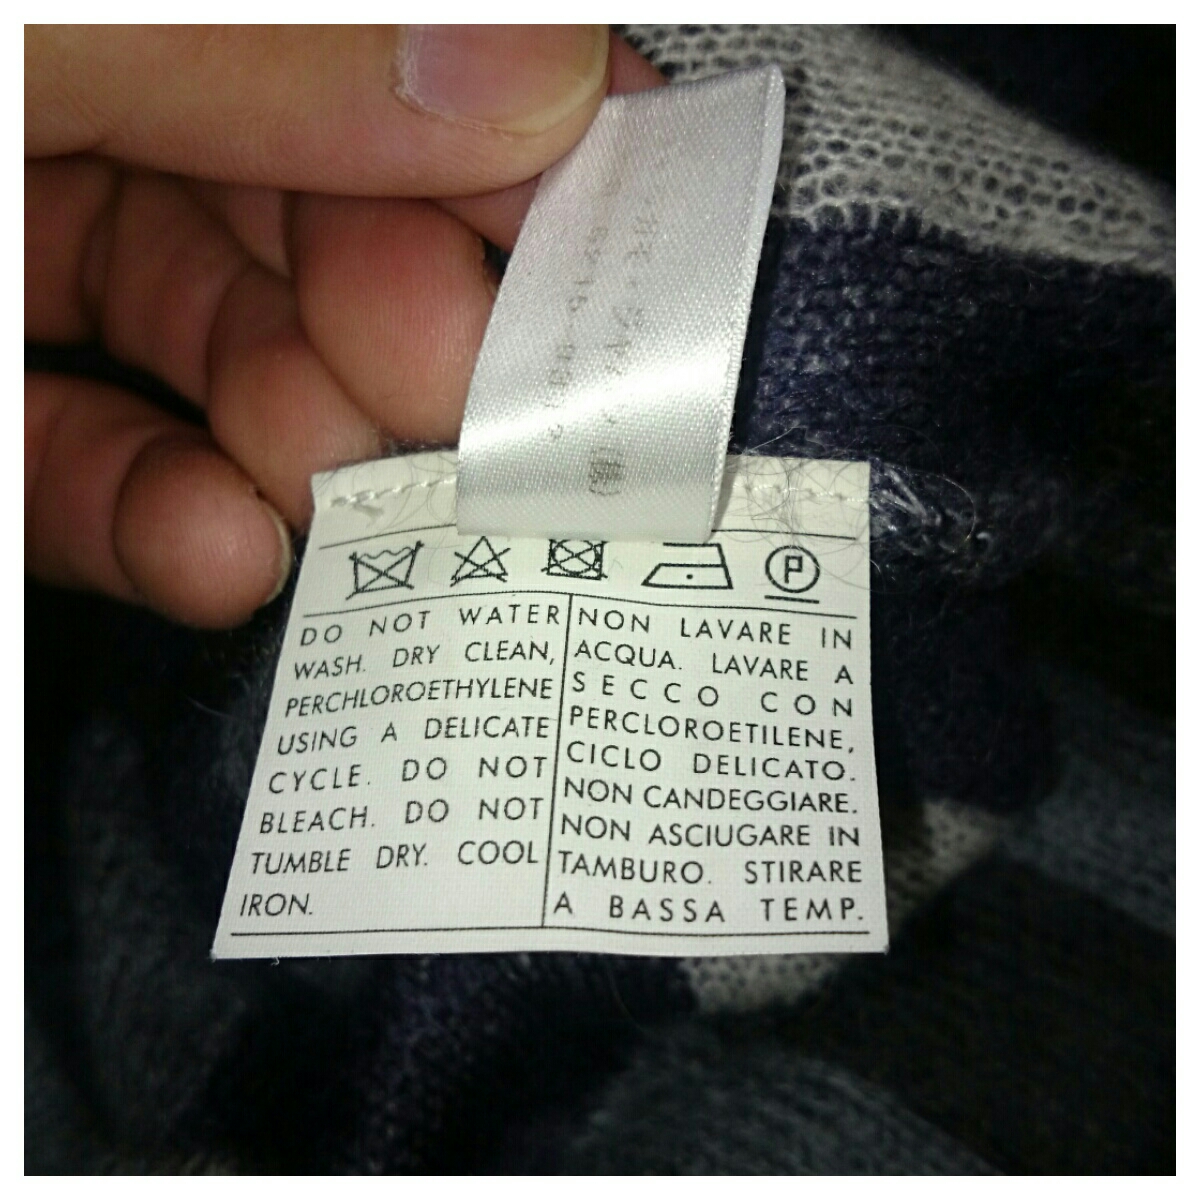 P
DO NOT WATER
WASH. DRY CLEAN,
PERCHLOROETHYLENE
USING A DELICATE
CYCLE. DO NOT
BLEACH. DO NOT
TUMBLE DRY. COOL
IRON.
NON LAVARE IN
ACQUA. LAVARE A
SECCO CON
PERCLOROETILENE,
CICLO DELICATO.
NON CANDEGGIARE.
NON ASCIUGARE IN
TAMBURO. STIRARE
A BASSA TEMP.